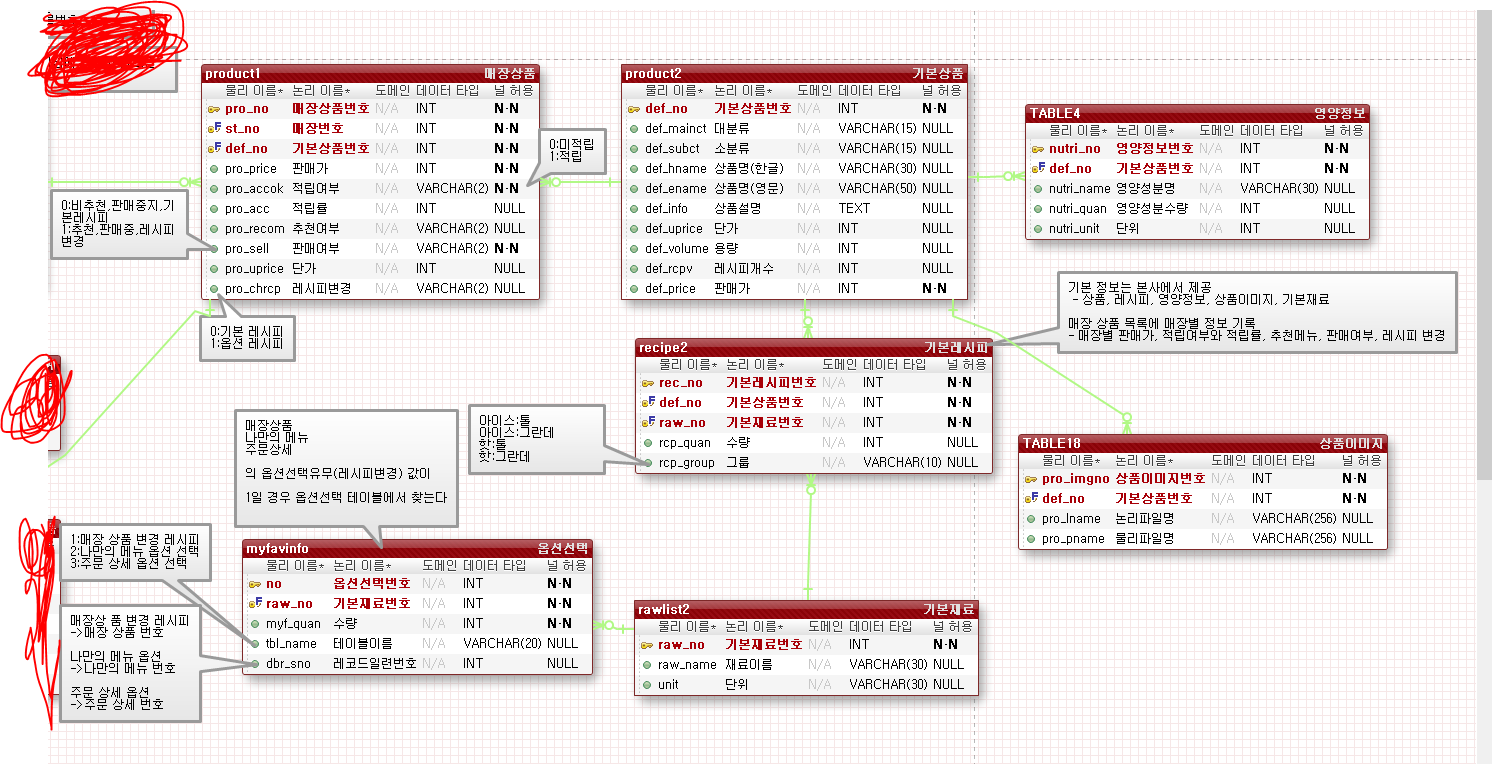 product1 매장상품
물리 이름* 논리 이름* 도메인 데이터 타입 널 허용
pro_no 매장상품번호 N/A INT N-N
st_no 매장번호 N/A INT N-N
def_no 기본상품번호 N/A INT N-N
pro_price 판매가 N/A INT N-N
pro_accok 적립여부 N/A VARCHAR(2) N-N
pro_acc 적립률 N/A INT NULL
pro_recom 추천여부 N/A VARCHAR(2) NULL
pro_sell 판매여부 N/A VARCHAR(2) N-N
pro_uprice 단가 N/A INT NULL
pro_chrcp 레시피변경 N/A VARCHAR(2) NULL
0:미적립
1:적립
0:비추천,판매중지,기
본레시피
1:추천,판매중,레시피
변경
0:기본 레시피
1:옵션 레시피
product2 기본상품
물리 이름* 논리 이름* 도메인 데이터 타입 널 허용
def_no 기본상품번호 N/A INT N-N
def_mainct 대분류 N/A VARCHAR(15) NULL
def_subct 소분류 N/A VARCHAR(15) NULL
def_hname 상품명(한글) N/A VARCHAR(30) NULL
def_ename 상품명(영문) N/A VARCHAR(50) NULL
def_info 상품설명 N/A TEXT NULL
def_uprice 단가 N/A INT NULL
def_volume 용량 N/A INT NULL
def_rcpv 레시피개수 N/A INT NULL
def_price 판매가 N/A INT N-N
TABLE4 영양정보
물리 이름* 논리 이름* 도메인 데이터 타입 널 허용
nutri_no 영양정보번호 N/A INT N-N
def_no 기본상품번호 N/A INT N-N
nutri_name 영양성분명 N/A VARCHAR(30) NULL
nutri_quan 영양성분수량 N/A INT NULL
nutri_unit 단위 N/A INT NULL
기본 정보는 본사에서 제공
- 상품, 레시피, 영양정보, 상품이미지, 기본재료
매장 상품 목록에 매장별 정보 기록
- 매장별 판매가, 적립여부와 적립률, 추천메뉴, 판매여부, 레시피 변경
recipe2 기본레시피
물리 이름* 논리 이름* 도메인 데이터 타입 널 허용
rec_no 기본레시피번호 N/A INT N-N
def_no 기본상품번호 N/A INT N-N
raw_no 기본재료번호 N/A INT N-N
rcp_quan 수량 N/A INT NULL
rcp_group 그룹 N/A VARCHAR(10) NULL
아이스:톨
아이스:그란데
핫:톨
핫:그란데
매장상품
나만의 메뉴
주문상세
의 옵션선택유무(레시피변경) 값이
1일 경우 옵션선택 테이블에서 찾는다
TABLE18 상품이미지
물리 이름* 논리 이름* 도메인 데이터 타입 널 허용
pro_imgno 상품이미지번호 N/A INT N-N
def_no 기본상품번호 N/A INT N-N
pro_lname 논리파일명 N/A VARCHAR(256) NULL
pro_pname 물리파일명 N/A VARCHAR(256) NULL
1:매장 상품 변경 레시피
2:나만의 메뉴 옵션 선택
3:주문 상세 옵션 선택
매장상 품 변경 레시피
->매장 상품 번호
나만의 메뉴 옵션
->나만의 메뉴 번호
주문 상세 옵션
->주문 상세 번호
myfavinfo 옵션선택
물리 이름* 논리 이름* 도메인 데이터 타입 널 허용
no 옵션선택번호 N/A INT N-N
raw_no 기본재료번호 N/A INT N-N
myf_quan 수량 N/A INT N-N
tbl_name 테이블이름 N/A VARCHAR(20) NULL
dbr_sno 레코드일련번호 N/A INT NULL
rawlist2 기본재료
물리 이름* 논리 이름* 도메인 데이터 타입 널 허용
raw_no 기본재료번호 N/A INT N-N
raw_name 재료이름 N/A VARCHAR(30) NULL
unit 단위 N/A VARCHAR(30) NULL